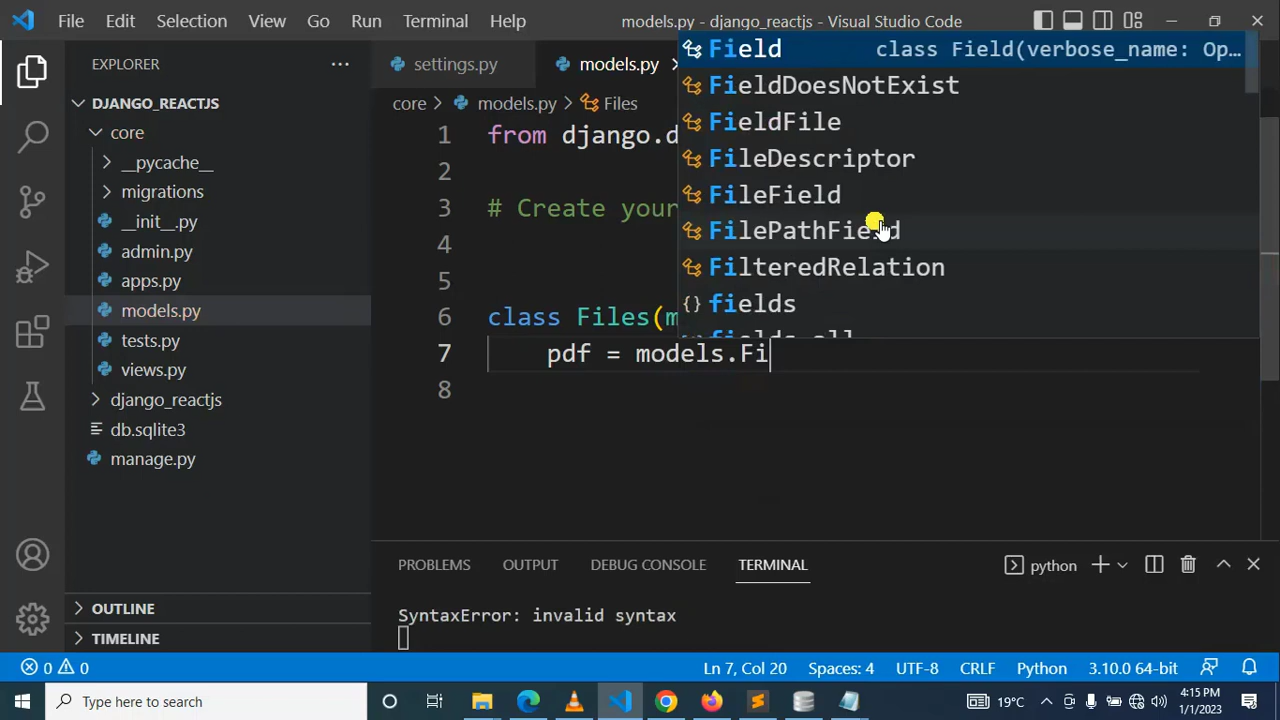 File Edit Selection View Go Run Terminal Help models.py - django_reactjs - Visual Studio Code
EXPLORER
DJANGO_REACTJS
core
__pycache__
migrations
__init__.py
admin.py
apps.py
models.py
tests.py
views.py
django_reactjs
db.sqlite3
manage.py
OUTLINE
TIMELINE
settings.py models.py
core > models.py > Files
1 from django.d
2
3 # Create your
4
5
6 class Files(m
7 pdf = models.Fi
8
Field class Field(verbose_name: Op…
FieldDoesNotExist
FieldFile
FileDescriptor
FileField
FilePathField
FilteredRelation
{} fields
PROBLEMS OUTPUT DEBUG CONSOLE TERMINAL python
SyntaxError: invalid syntax
0 0 Ln 7, Col 20 Spaces: 4 UTF-8 CRLF Python 3.10.0 64-bit
Type here to search 19°C 4:15 PM
1/1/2023